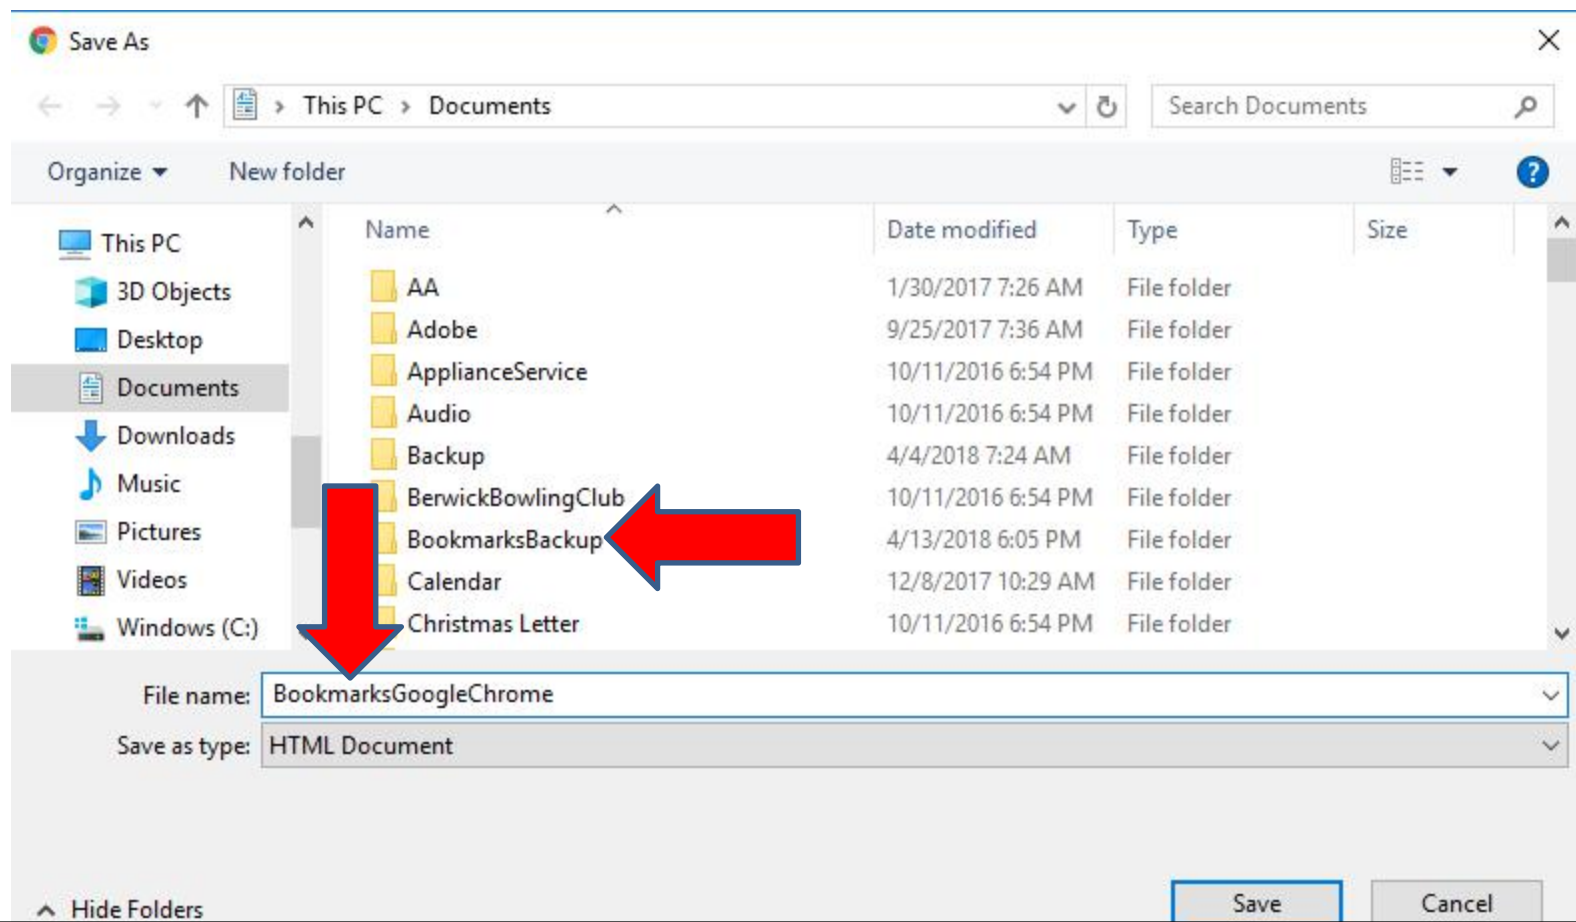 Save As
This PC > Documents
Search Documents
Organize
New folder
?
This PC
3D Objects
Desktop
Documents
Downloads
Music
Pictures
Videos
Windows (C:)
Name Date modified Type Size
AA 1/30/2017 7:26 AM File folder
Adobe 9/25/2017 7:36 AM File folder
ApplianceService 10/11/2016 6:54 PM File folder
Audio 10/11/2016 6:54 PM File folder
Backup 4/4/2018 7:24 AM File folder
BerwickBowlingClub 10/11/2016 6:54 PM File folder
BookmarksBackup 4/13/2018 6:05 PM File folder
Calendar 12/8/2017 10:29 AM File folder
Christmas Letter 10/11/2016 6:54 PM File folder
File name: BookmarksGoogleChrome
Save as type: HTML Document
Hide Folders
Save
Cancel